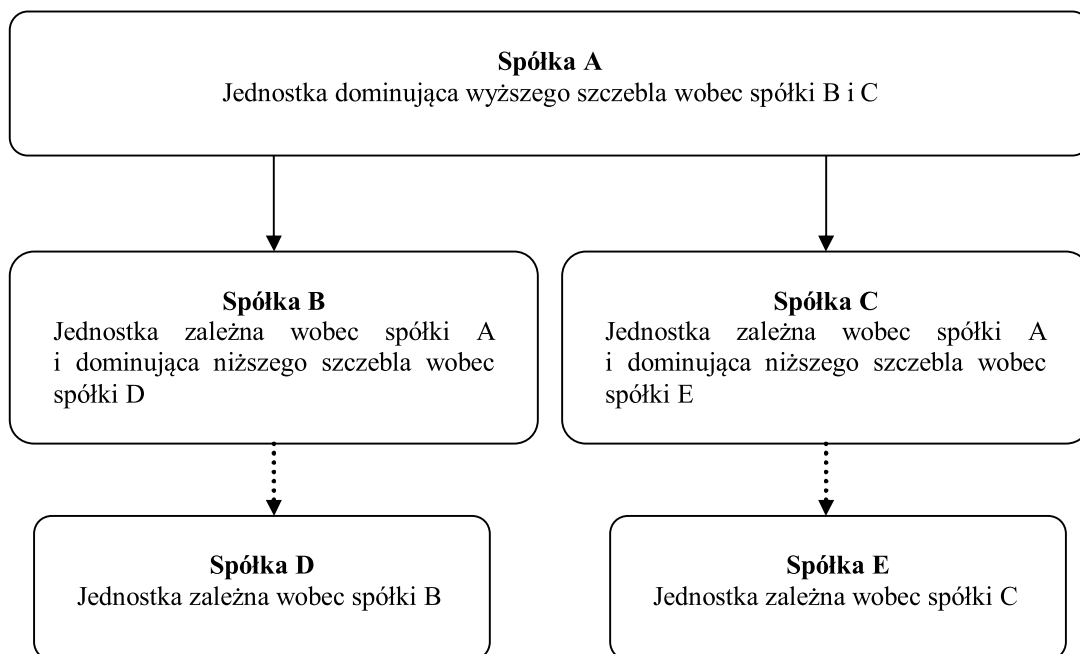 Spółka A
Jednostka dominująca wyższego szczebla wobec spółki B i C
Spółka B
Jednostka zależna wobec spółki A
i dominująca niższego szczebla wobec
spółki D
Spółka C
Jednostka zależna wobec spółki A
i dominująca niższego szczebla wobec
spółki E
Spółka D
Jednostka zależna wobec spółki B
Spółka E
Jednostka zależna wobec spółki C